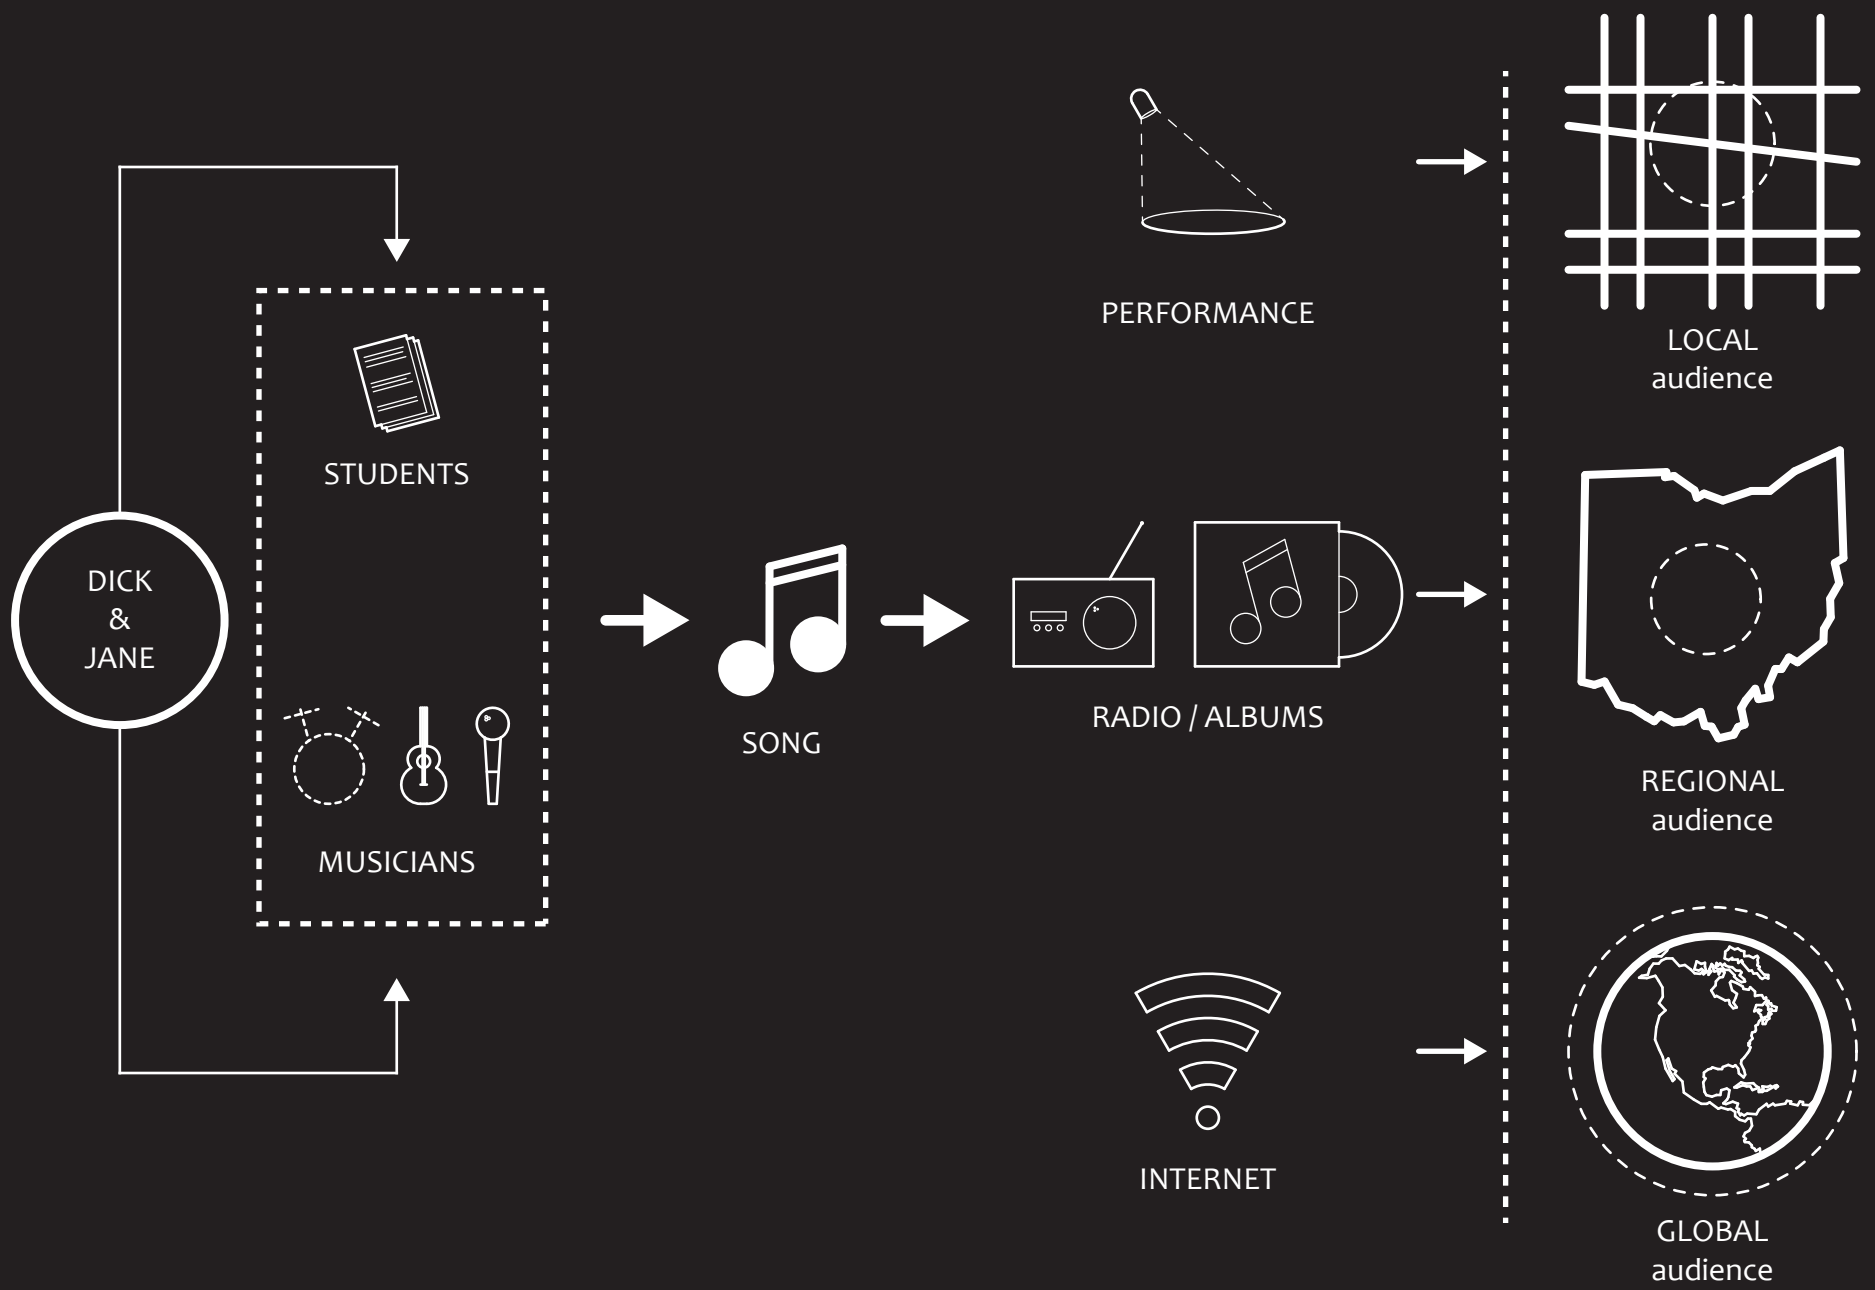 DICK
&
JANE
STUDENTS
MUSICIANS
SONG
PERFORMANCE
RADIO / ALBUMS
INTERNET
LOCAL
audience
REGIONAL
audience
GLOBAL
audience